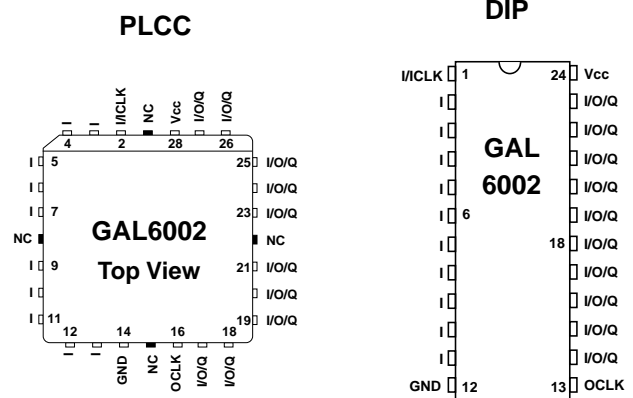 PLCC
DIP
I
I
I/ICLK
NC
Vcc
I/O/Q
I/O/Q
4
2
28
26
I 5
I
I 7
NC
I 9
I
I 11
25 I/O/Q
I/O/Q
23 I/O/Q
NC
21 I/O/Q
I/O/Q
19 I/O/Q
GAL6002
Top View
12
14
16
18
I
I
GND
NC
OCLK
I/O/Q
I/O/Q
I/ICLK 1
I
I
I
I
I 6
I
I
I
I
I
GND 12
GAL
6002
24 Vcc
I/O/Q
I/O/Q
I/O/Q
I/O/Q
I/O/Q
18 I/O/Q
I/O/Q
I/O/Q
I/O/Q
I/O/Q
13 OCLK